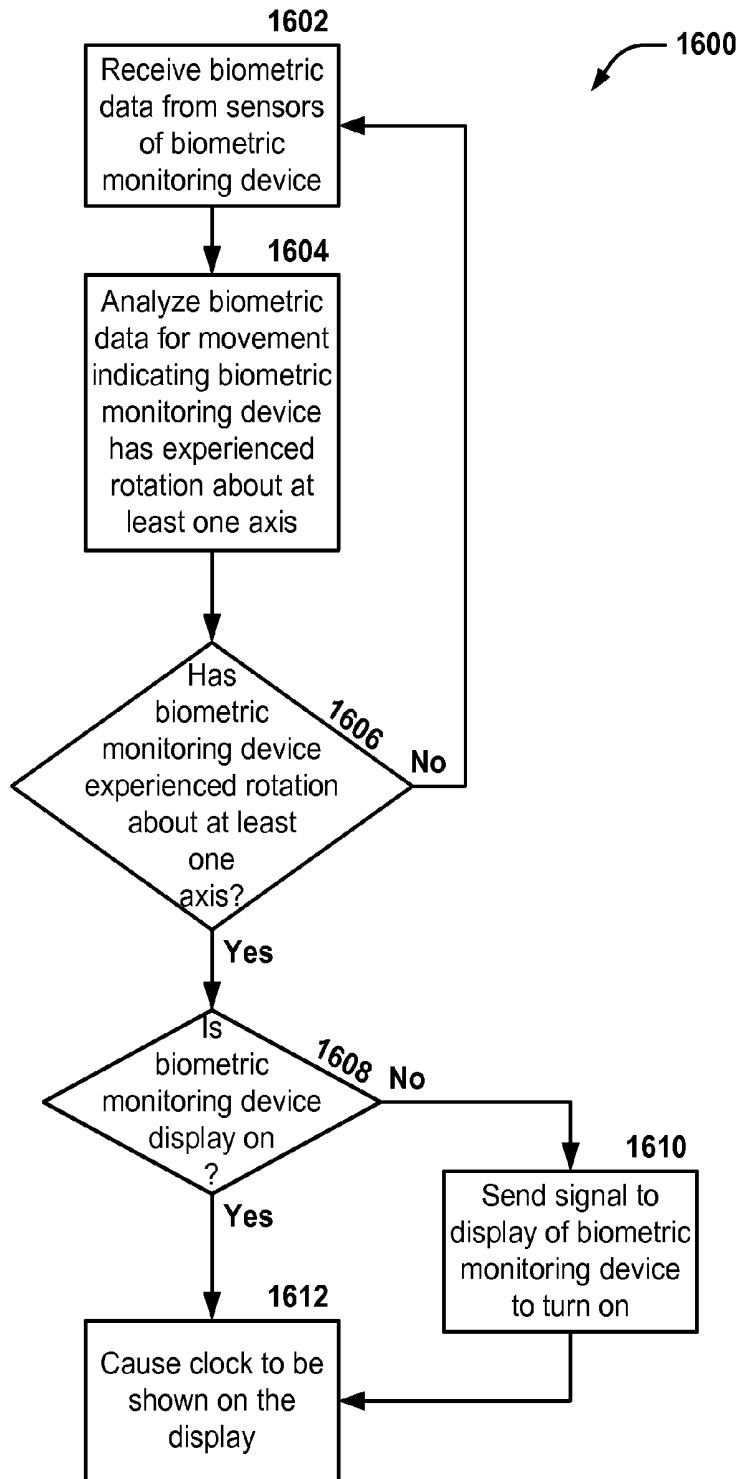 1602
1600
Receive biometric
data from sensors
of biometric
monitoring device
1604
Analyze biometric
data for movement
indicating biometric
monitoring device
has experienced
rotation about at
least one axis
Has
biometric
monitoring device
experienced rotation
about at least
one
axis?
1606
No
Yes
Is
biometric
monitoring device
display on
?
1608
No
Yes
1610
Send signal to
display of biometric
monitoring device
to turn on
1612
Cause clock to be
shown on the
display